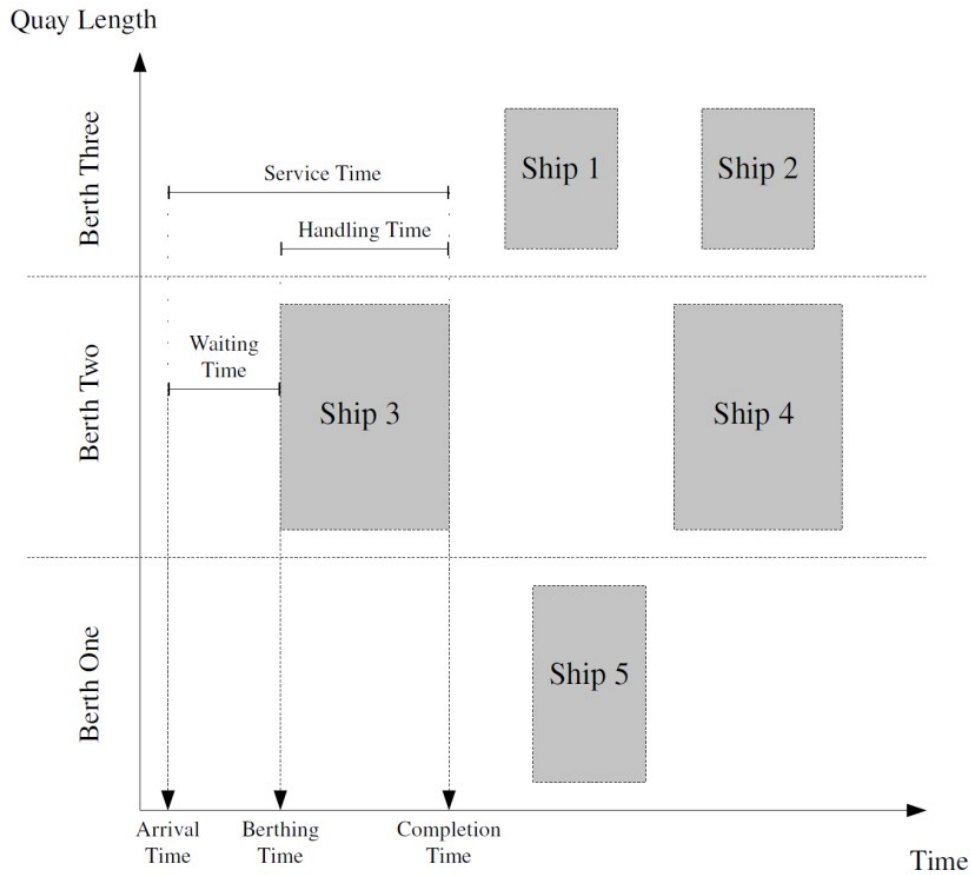 Quay Length
Berth Three
Service Time
Handling Time
Ship 1
Ship 2
Berth Two
Waiting
Time
Ship 3
Ship 4
Berth One
Ship 5
Arrival
Time
Berthing
Time
Completion
Time
Time